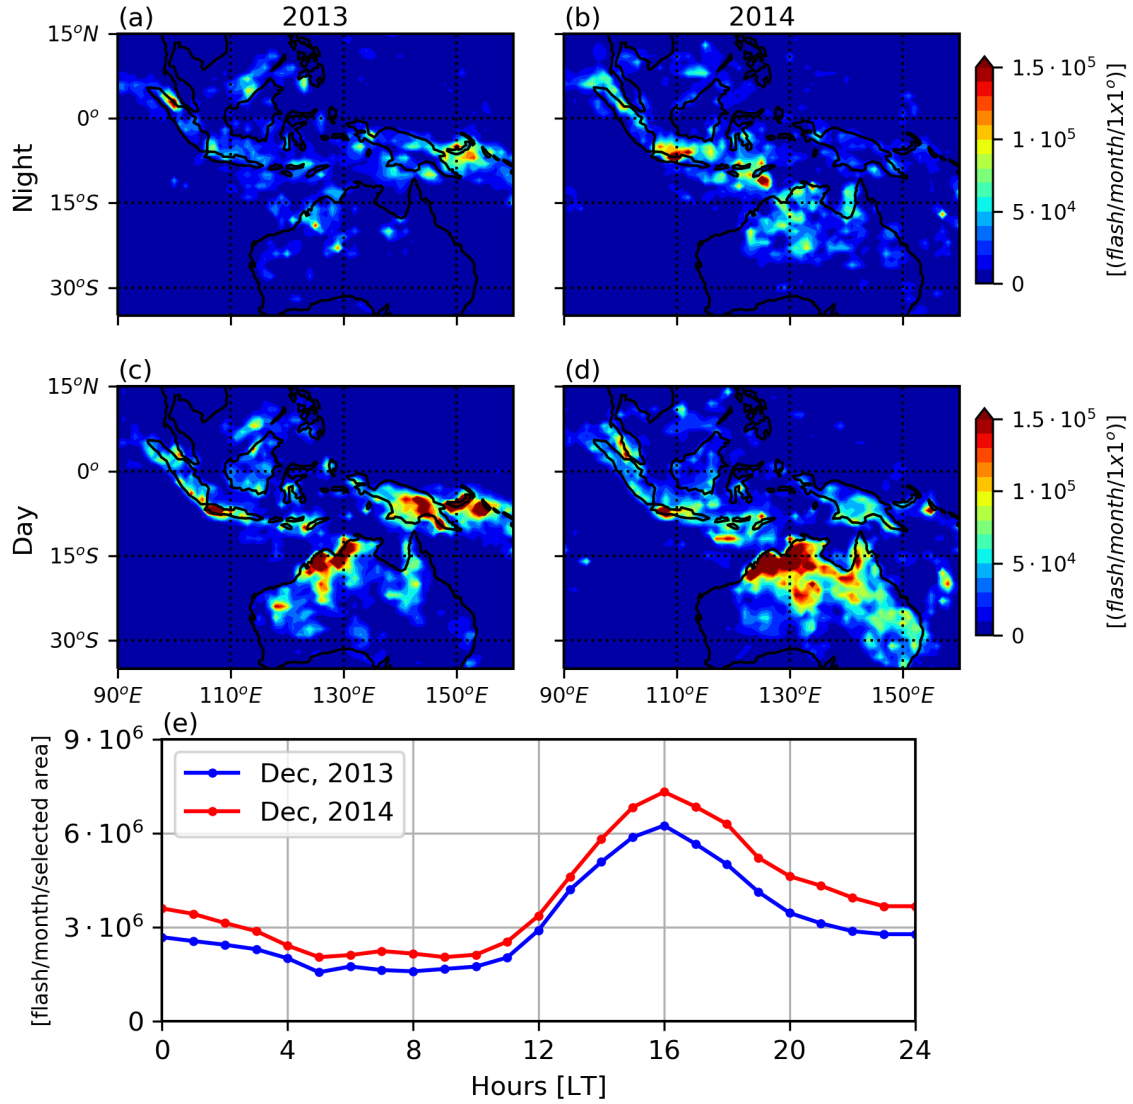 (a) 2013
(b) 2014
15°N
0°
15°S
30°S
Night
1.5·10⁵
1·10⁵
5·10⁴
0
[(flash/month/1x1°)]
(c)
(d)
15°N
0°
15°S
30°S
Day
90°E 110°E 130°E 150°E
90°E 110°E 130°E 150°E
1.5·10⁵
1·10⁵
5·10⁴
0
[(flash/month/1x1°)]
(e)
9·10⁶
6·10⁶
3·10⁶
0
[flash/month/selected area]
Dec, 2013
Dec, 2014
0 4 8 12 16 20 24
Hours [LT]